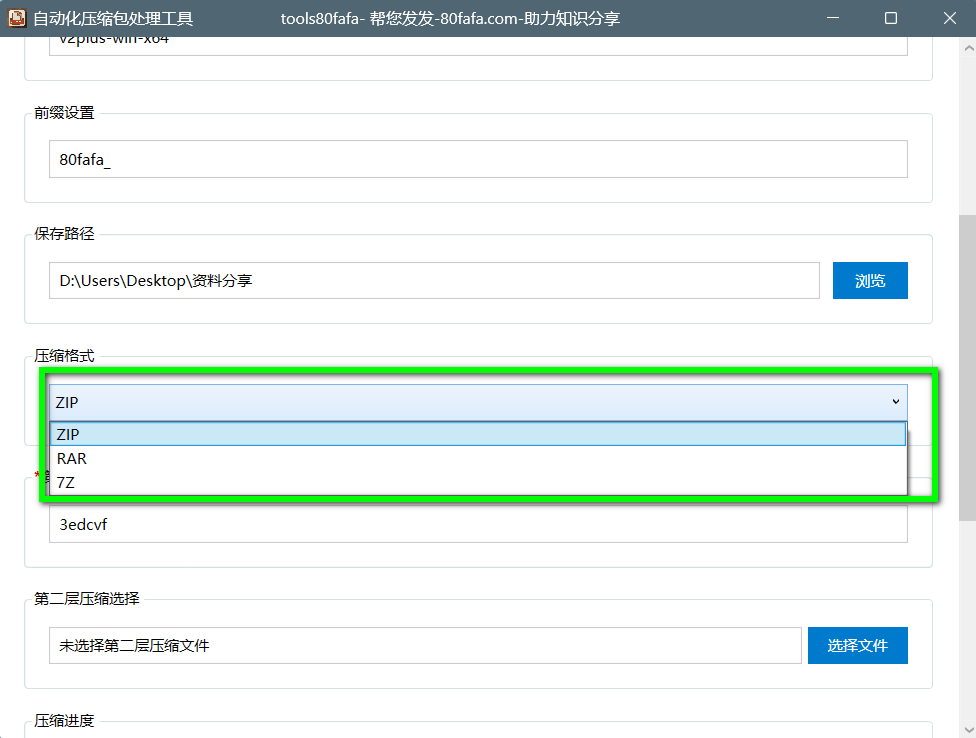 自动化压缩包处理工具 tools80fafa- 帮您发发-80fafa.com-助力知识分享
v2plus-win-x64
前缀设置
80fafa_
保存路径
D:\Users\Desktop\资料分享
浏览
压缩格式
ZIP
ZIP
RAR
7Z
*
3edcvf
第二层压缩选择
未选择第二层压缩文件
选择文件
压缩进度